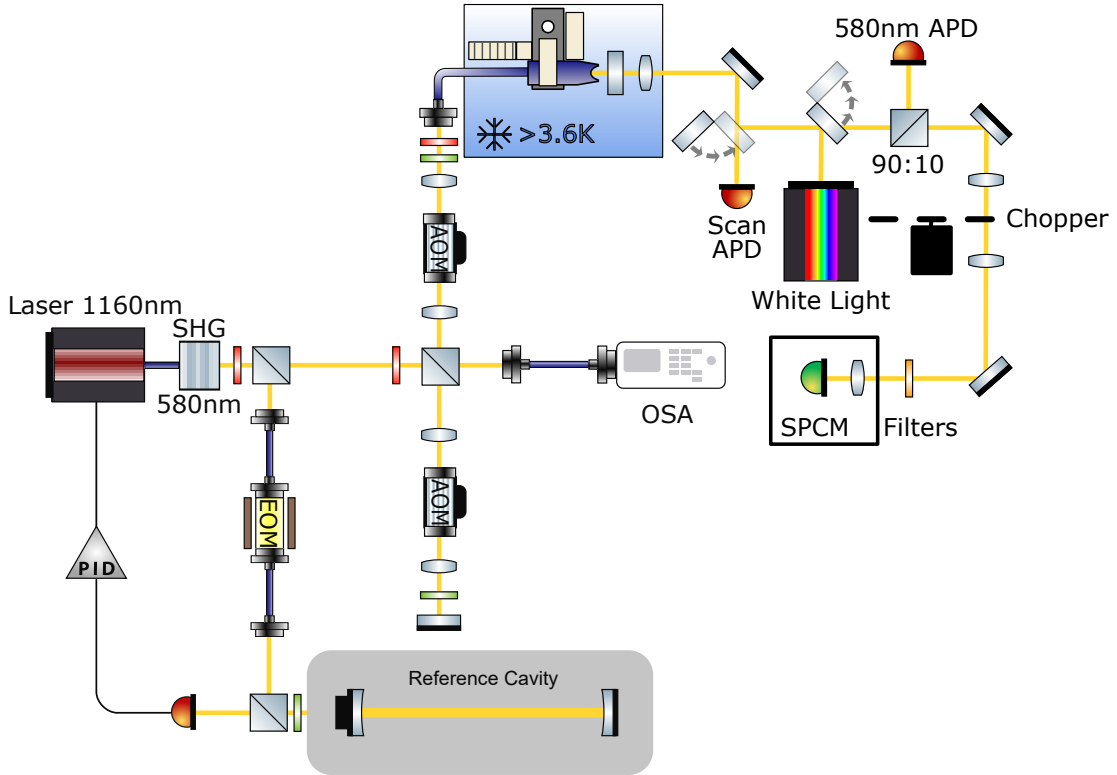 580nm APD
>3.6K
90:10
AOM
Scan
APD
Chopper
White Light
Laser 1160nm
SHG
580nm
OSA
SPCM
Filters
AOM
EOM
PID
Reference Cavity